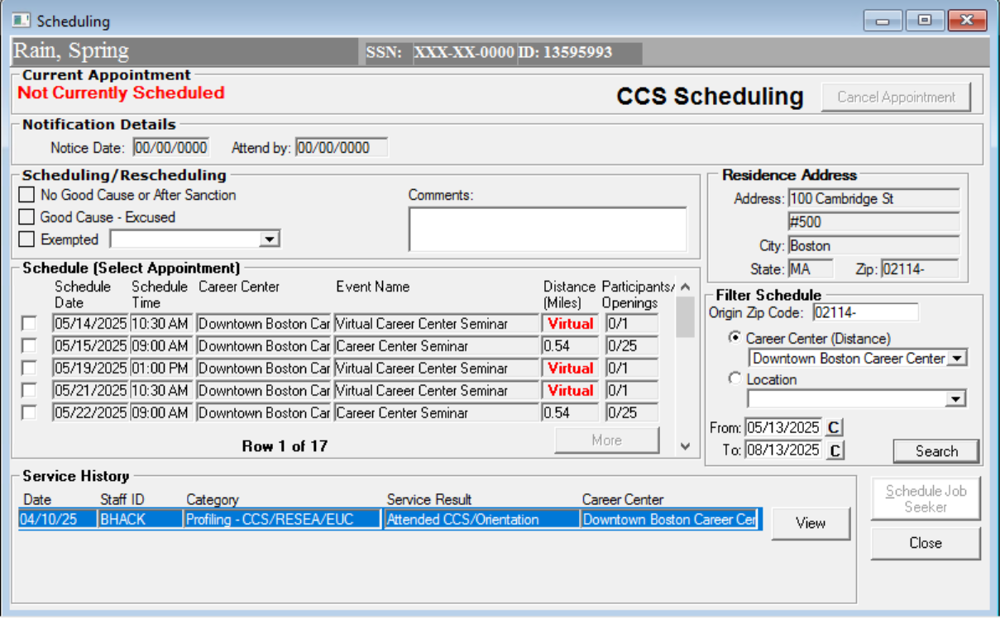 Scheduling
Rain, Spring SSN: XXX-XX-0000 ID: 13595993
Current Appointment
Not Currently Scheduled
CCS Scheduling
Cancel Appointment
Notification Details
Notice Date: 00/00/0000 Attend by: 00/00/0000
Scheduling/Rescheduling
No Good Cause or After Sanction
Good Cause - Excused
Exempted
Comments:
Residence Address
Address: 100 Cambridge St
#500
City: Boston
State: MA Zip: 02114-
Schedule (Select Appointment)
Schedule Date Schedule Time Career Center Event Name Distance (Miles) Participants/ Openings
05/14/2025 10:30 AM Downtown Boston Car Virtual Career Center Seminar Virtual 0/1
05/15/2025 09:00 AM Downtown Boston Car Career Center Seminar 0.54 0/25
05/19/2025 01:00 PM Downtown Boston Car Virtual Career Center Seminar Virtual 0/1
05/21/2025 10:30 AM Downtown Boston Car Virtual Career Center Seminar Virtual 0/1
05/22/2025 09:00 AM Downtown Boston Car Career Center Seminar 0.54 0/25
Row 1 of 17
More
Filter Schedule
Origin Zip Code: 02114-
Career Center (Distance)
Downtown Boston Career Center
Location
From: 05/13/2025 C
To: 08/13/2025 C
Search
Service History
Date Staff ID Category Service Result Career Center
04/10/25 BHACK Profiling - CCS/RESEA/EUC Attended CCS/Orientation Downtown Boston Career Cer
View
Schedule Job
Seeker
Close